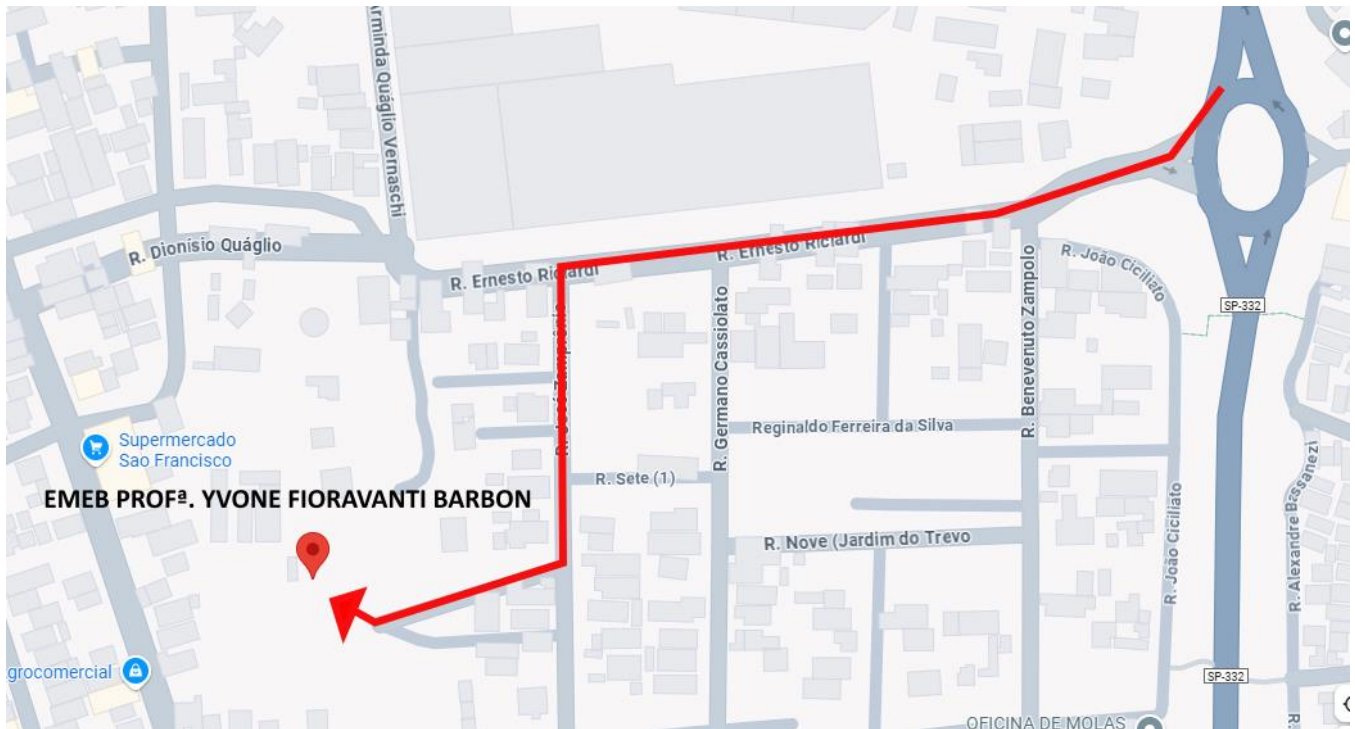 Arminda Quáglio Vernaschi
R. Dionísio Quáglio
R. Ernesto Riciardi
R. Ernesto Riciardi
R. João Ciciliato
SP-332
R. José
R. Germano Cassiolato
R. Benevenuto Zampolo
Reginaldo Ferreira da Silva
Supermercado
Sao Francisco
R. Sete (1)
EMEB PROFª. YVONE FIORAVANTI BARBON
R. Nove (Jardim do Trevo
R. João Ciciliato
R. Alexandre Bassanezi
grocomercial
SP-332
OFICINA DE MOLAS
R.